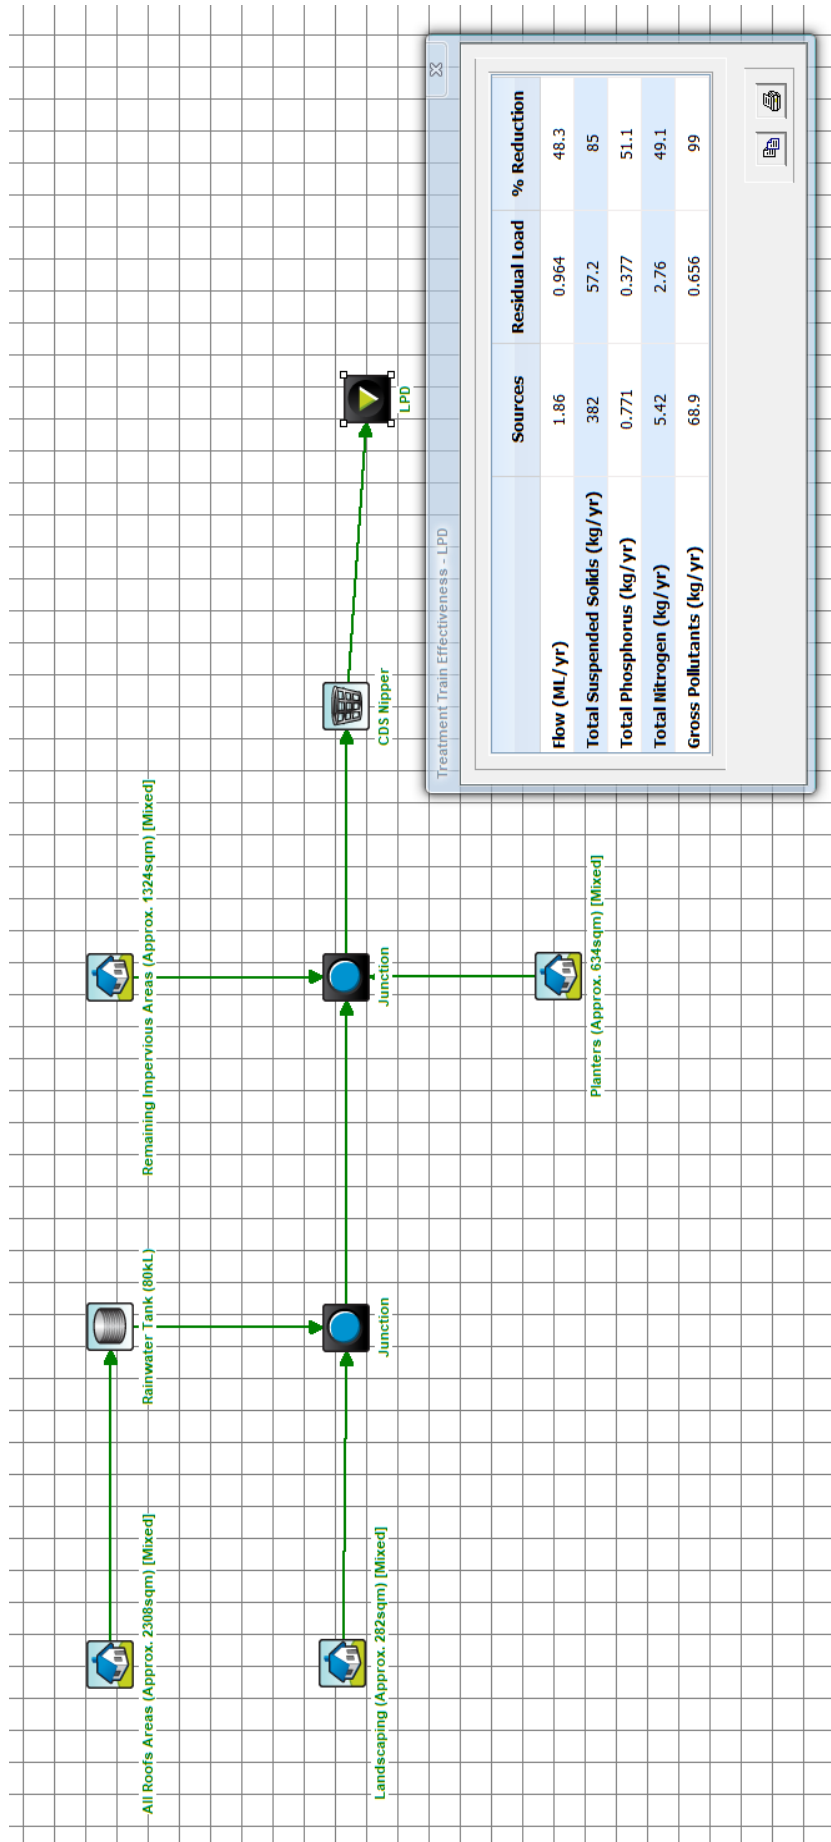 All Roofs Areas (Approx. 2308sqm) [Mixed]
Rainwater Tank (80kL)
Remaining Impervious Areas (Approx. 1324sqm) [Mixed]
Landscaping (Approx. 282sqm) [Mixed]
Junction
Junction
CDS Nipper
LPD
Planters (Approx. 634sqm) [Mixed]
Treatment Train Effectiveness - LPD
Sources Residual Load % Reduction
Flow (ML/yr) 1.86 0.964 48.3
Total Suspended Solids (kg/yr) 382 57.2 85
Total Phosphorus (kg/yr) 0.771 0.377 51.1
Total Nitrogen (kg/yr) 5.42 2.76 49.1
Gross Pollutants (kg/yr) 68.9 0.656 99